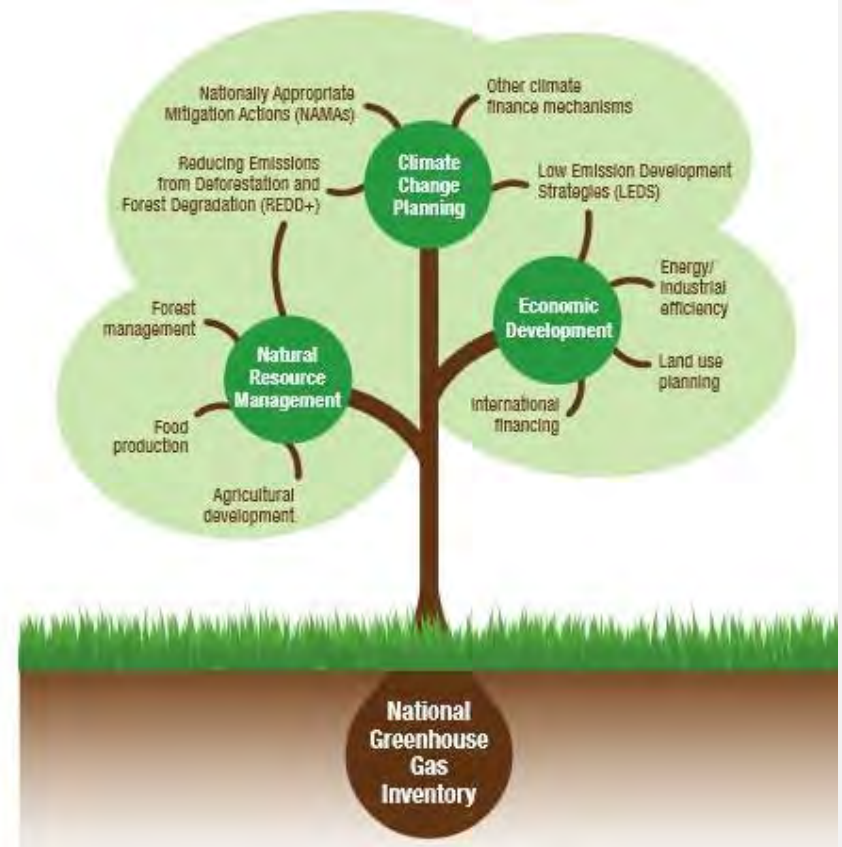 Nationally Appropriate
Mitigation Actions (NAMAs)
Other climate
finance mechanisms
Climate
Change
Planning
Reducing Emissions
from Deforestation and
Forest Degradation (REDD+)
Low Emission Development
Strategies (LEDS)
Energy/
industrial
efficiency
Economic
Development
Forest
management
Natural
Resource
Management
Land use
planning
International
financing
Food
production
Agricultural
development
National
Greenhouse
Gas
Inventory